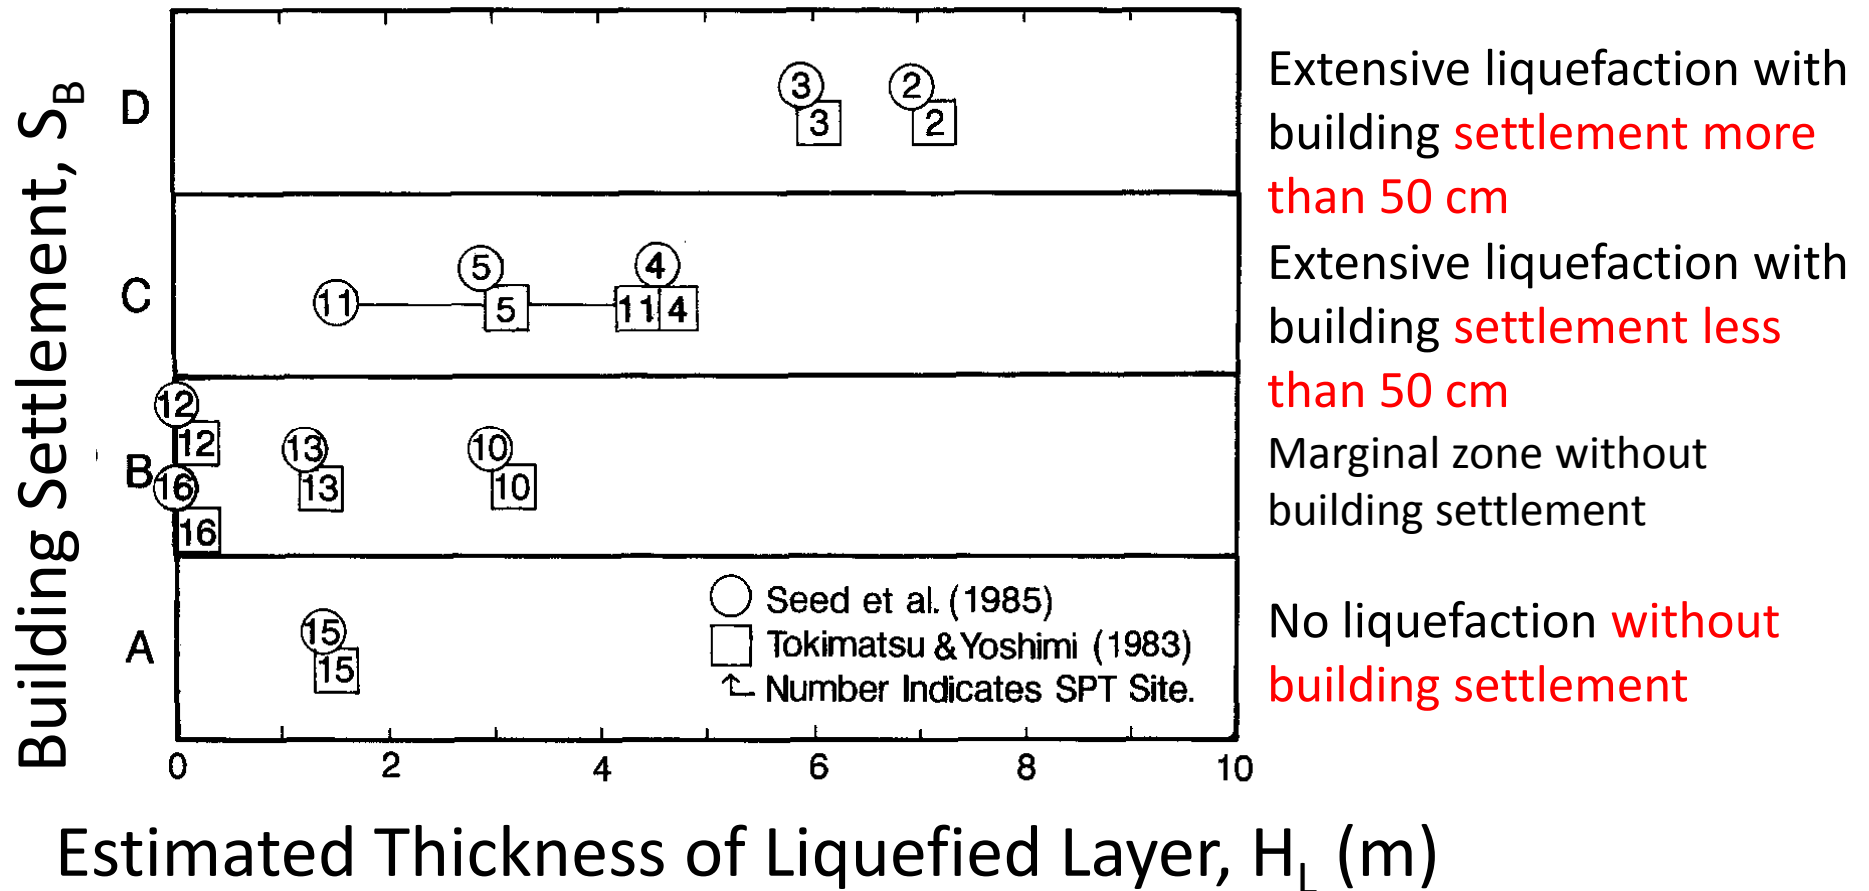 Building Settlement, S_B
D
3
2
3
2
Extensive liquefaction with
building settlement more
than 50 cm
C
5
4
11
5
11
4
Extensive liquefaction with
building settlement less
than 50 cm
B
12
12
13
10
16
13
10
16
Marginal zone without
building settlement
A
15
15
Seed et al. (1985)
Tokimatsu & Yoshimi (1983)
Number Indicates SPT Site.
No liquefaction without
building settlement
0 2 4 6 8 10
Estimated Thickness of Liquefied Layer, H_L (m)